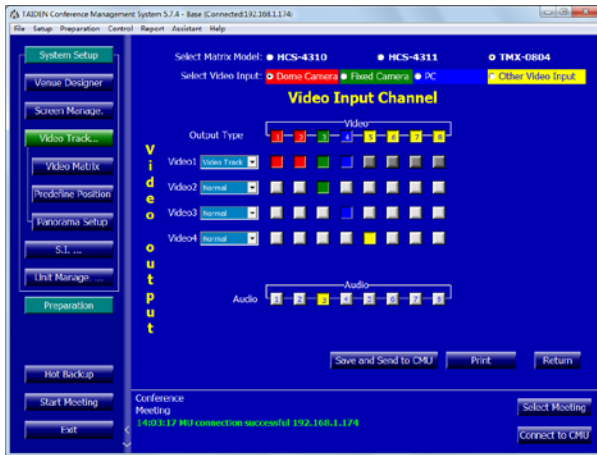 TAIDEN Conference Management System 5.7.4 - Base (Connected:192.168.1.174)
File Setup Preparation Control Report Assistant Help
System Setup
Venue Designer
Screen Manage.
Video Track...
Video Matrix
Predefine Position
Panorama Setup
S.I. ...
Unit Manage. ...
Preparation
Hot Backup
Start Meeting
Exit
Select Matrix Model: HCS-4310 HCS-4311 TMX-0804
Select Video Input: Dome Camera Fixed Camera PC Other Video Input
Video Input Channel
Video output
Video
Output Type 1 2 3 4 5 6 7 8
Video1 Video Track
Video2 Normal
Video3 Normal
Video4 Normal
Audio
Audio 1 2 3 4 5 6 7 8
Save and Send to CMU Print Return
Conference
Meeting
14:03:17 MU connection successful 192.168.1.174
Select Meeting
Connect to CMU